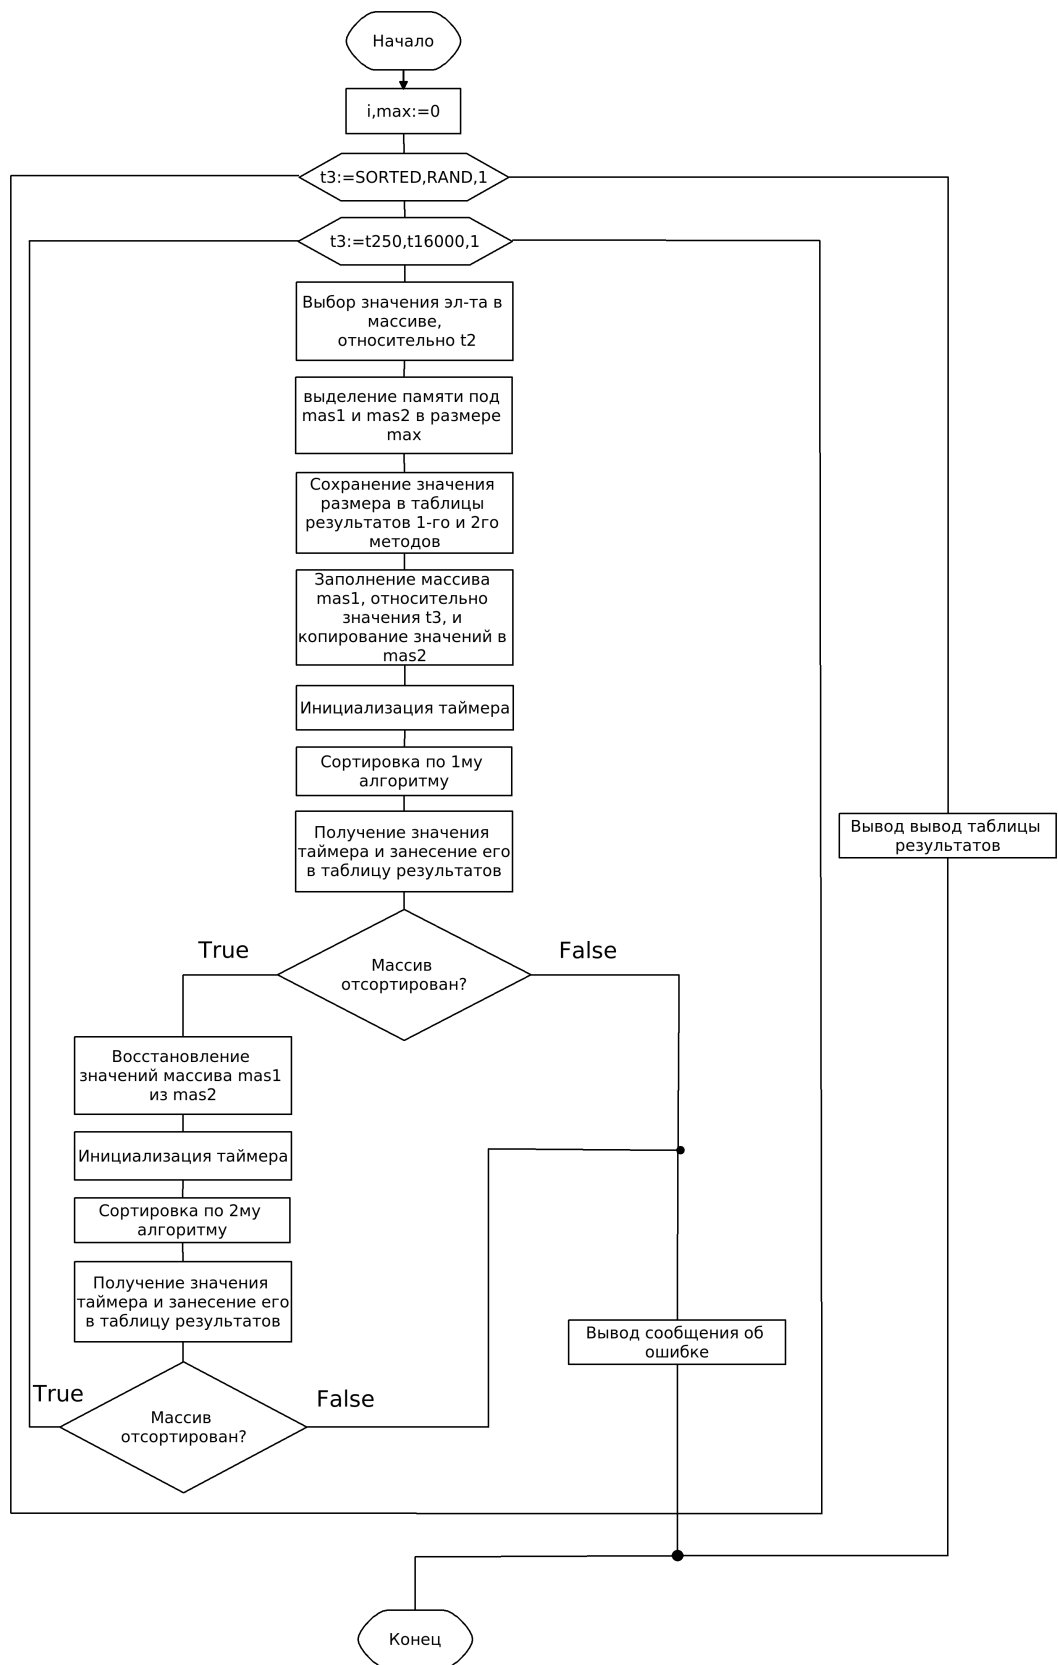 Начало
i,max:=0
t3:=SORTED,RAND,1
t3:=t250,t16000,1
Выбор значения эл-та в
массиве,
относительно t2
выделение памяти под
mas1 и mas2 в размере
max
Сохранение значения
размера в таблицы
результатов 1-го и 2го
методов
Заполнение массива
mas1, относительно
значения t3, и
копирование значений в
mas2
Инициализация таймера
Сортировка по 1му
алгоритму
Получение значения
таймера и занесение его
в таблицу результатов
Вывод вывод таблицы
результатов
True
False
Массив
отсортирован?
Восстановление
значений массива mas1
из mas2
Инициализация таймера
Сортировка по 2му
алгоритму
Получение значения
таймера и занесение его
в таблицу результатов
Вывод сообщения об
ошибке
True
False
Массив
отсортирован?
Конец